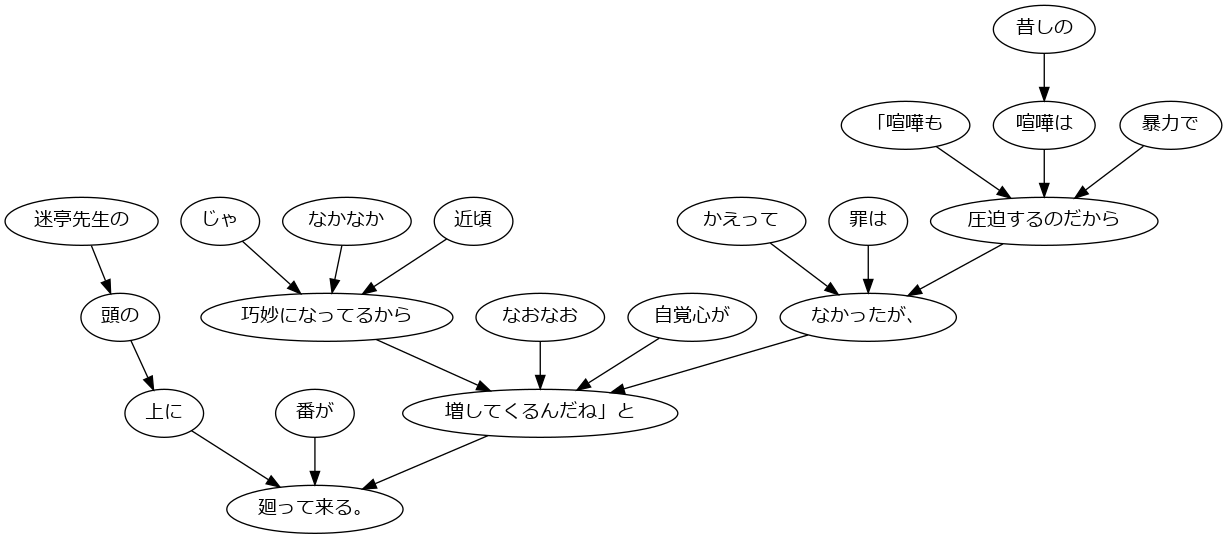 昔しの
「喧嘩も
喧嘩は
暴力で
迷亭先生の
じゃ
なかなか
近頃
かえって
罪は
圧迫するのだから
頭の
巧妙になってるから
なおなお
自覚心が
なかったが、
上に
番が
増してくるんだね」と
廻って来る。